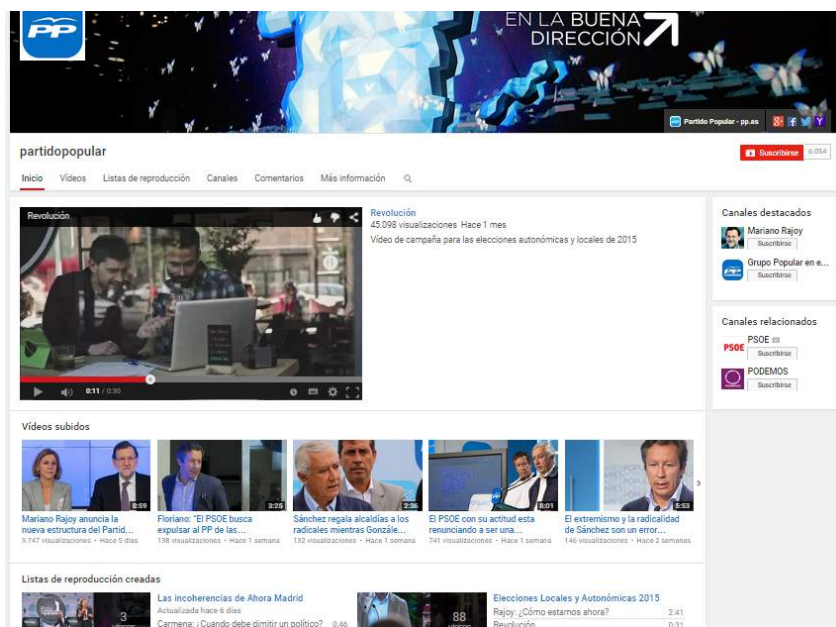 PP
EN LA BUENA
DIRECCIÓN
Partido Popular - pp.es
partidopopular
Suscribirse 6.054
Inicio Vídeos Listas de reproducción Canales Comentarios Más información
Revolución
0:11 / 0:30
Revolución
45.098 visualizaciones Hace 1 mes
Vídeo de campaña para las elecciones autonómicas y locales de 2015
Canales destacados
Mariano Rajoy
Suscribirse
Grupo Popular en e...
Suscribirse
Canales relacionados
PSOE
PSOE
Suscribirse
PODEMOS
Suscribirse
Vídeos subidos
0:59
Mariano Rajoy anuncia la
nueva estructura del Partid...
3.747 visualizaciones • Hace 5 días
3:25
Floriano: "El PSOE busca
expulsar al PP de las...
138 visualizaciones • Hace 1 semana
2:36
Sánchez regala alcaldías a los
radicales mientras Gonzále...
132 visualizaciones • Hace 1 semana
8:01
El PSOE con su actitud esta
renunciando a ser una...
741 visualizaciones • Hace 1 semana
5:53
El extremismo y la radicalidad
de Sánchez son un error...
146 visualizaciones • Hace 2 semanas
Listas de reproducción creadas
3
Las incoherencias de Ahora Madrid
Actualizada hace 6 días
Carmena: ¿Cuando debe dimitir un político? 0:46
88
Elecciones Locales y Autonómicas 2015
Rajoy: ¿Cómo estamos ahora? 2:41
Revolución 0:31